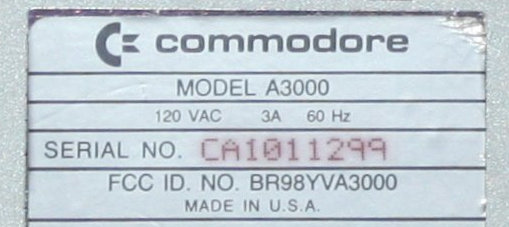 commodore
MODEL A3000
120 VAC 3A 60 Hz
SERIAL NO. CA1011299
FCC ID. NO. BR98YVA3000
MADE IN U.S.A.